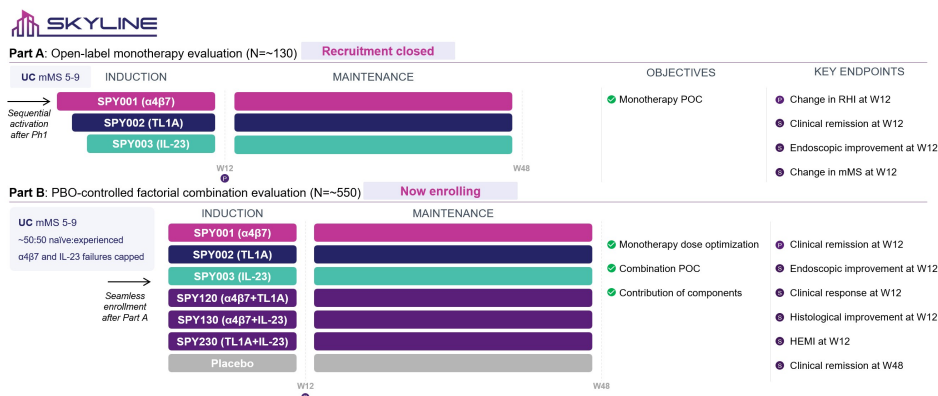 SKYLINE
Part A: Open-label monotherapy evaluation (N=~130) Recruitment closed
UC mMS 5-9
INDUCTION
MAINTENANCE
OBJECTIVES
KEY ENDPOINTS
Sequential
activation
after Ph1
SPY001 (α4β7)
SPY002 (TL1A)
SPY003 (IL-23)
W12
P
W48
Monotherapy POC
P Change in RHI at W12
S Clinical remission at W12
S Endoscopic improvement at W12
S Change in mMS at W12
Part B: PBO-controlled factorial combination evaluation (N=~550) Now enrolling
UC mMS 5-9
~50:50 naïve:experienced
α4β7 and IL-23 failures capped
Seamless
enrollment
after Part A
INDUCTION
MAINTENANCE
SPY001 (α4β7)
SPY002 (TL1A)
SPY003 (IL-23)
SPY120 (α4β7+TL1A)
SPY130 (α4β7+IL-23)
SPY230 (TL1A+IL-23)
Placebo
W12
W48
Monotherapy dose optimization
Combination POC
Contribution of components
P Clinical remission at W12
S Endoscopic improvement at W12
S Clinical response at W12
S Histological improvement at W12
S HEMI at W12
S Clinical remission at W48